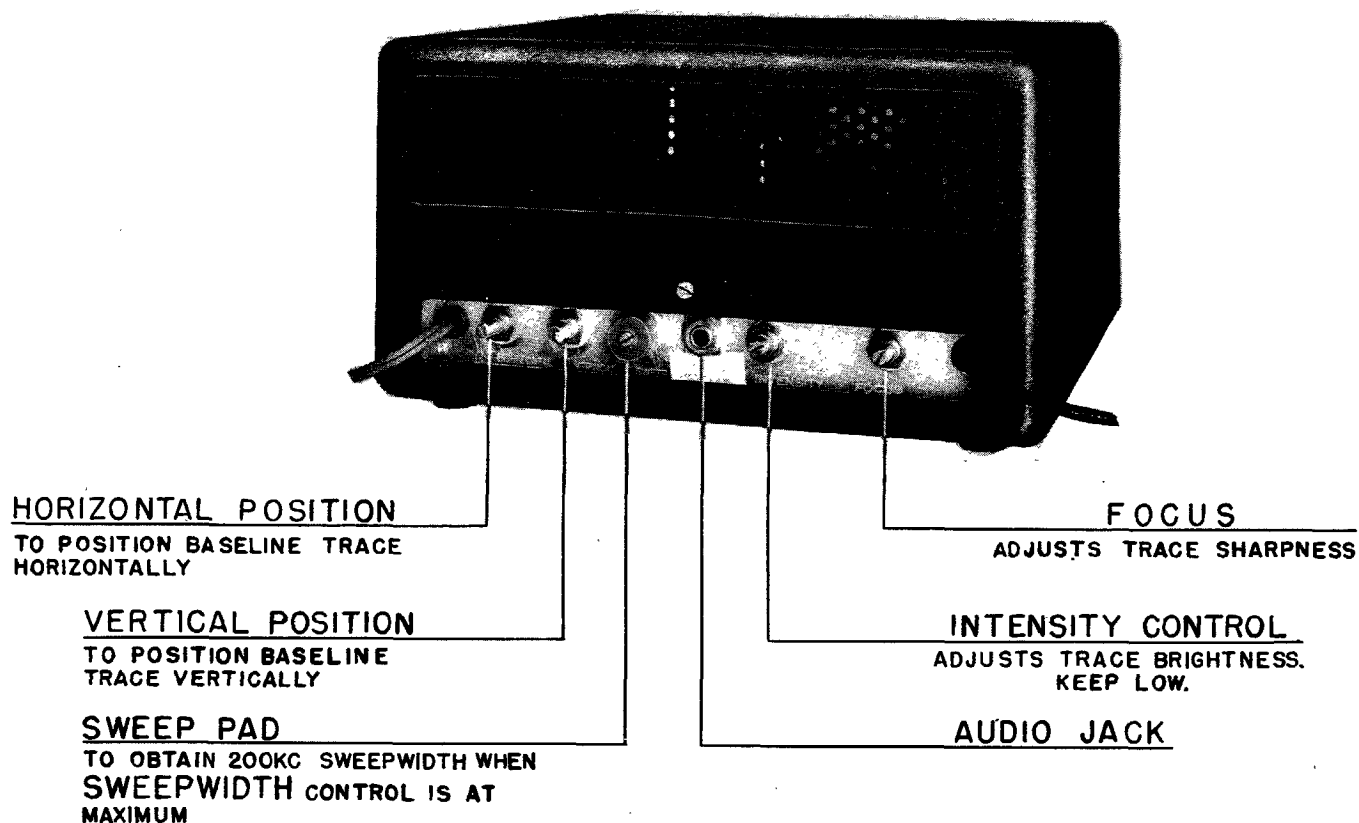 HORIZONTAL POSITION
TO POSITION BASELINE TRACE
HORIZONTALLY
VERTICAL POSITION
TO POSITION BASELINE
TRACE VERTICALLY
SWEEP PAD
TO OBTAIN 200KC SWEEPWIDTH WHEN
SWEEPWIDTH CONTROL IS AT
MAXIMUM
FOCUS
FOCUS
ADJUSTS TRACE SHARPNESS
INTENSITY CONTROL
ADJUSTS TRACE BRIGHTNESS.
KEEP LOW.
AUDIO JACK